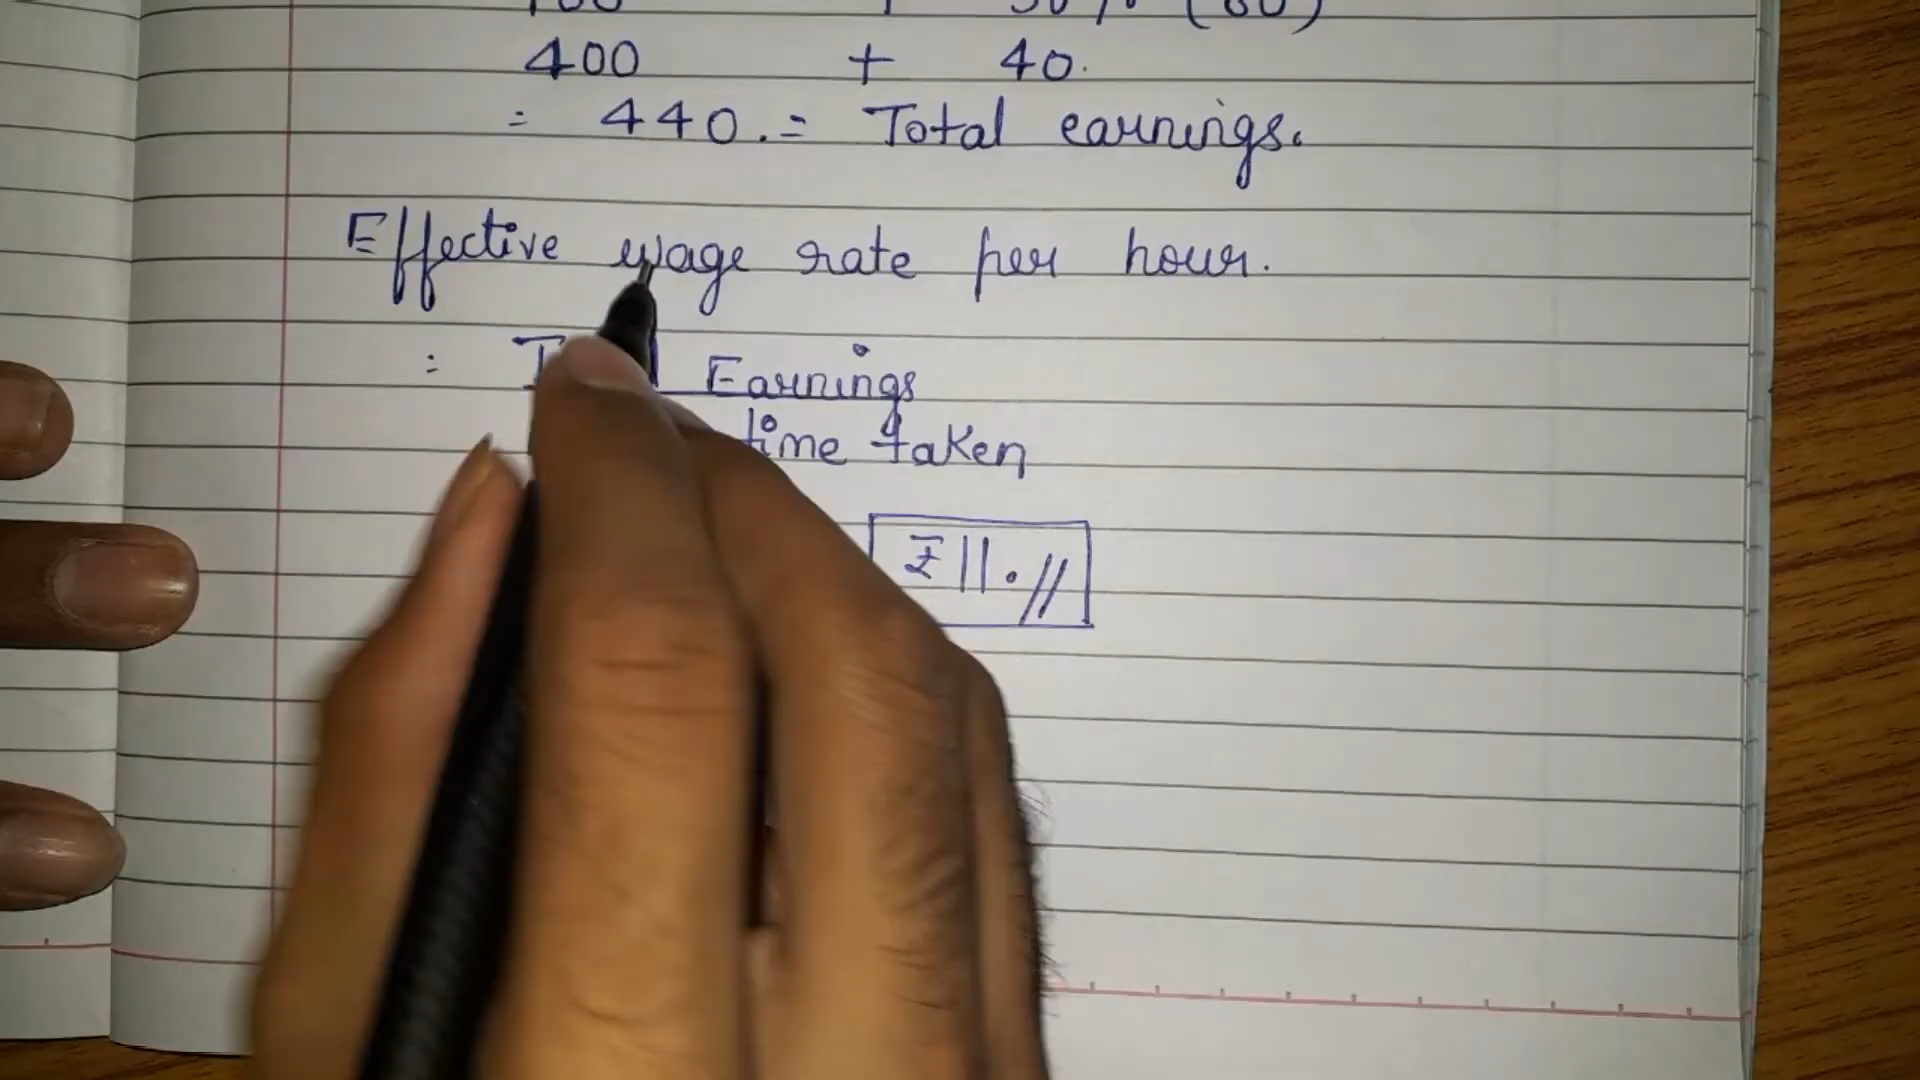 400 + 40.
= 440. = Total earnings.
Effective wage rate per hour.
= Earnings
time taken
₹ 11.//